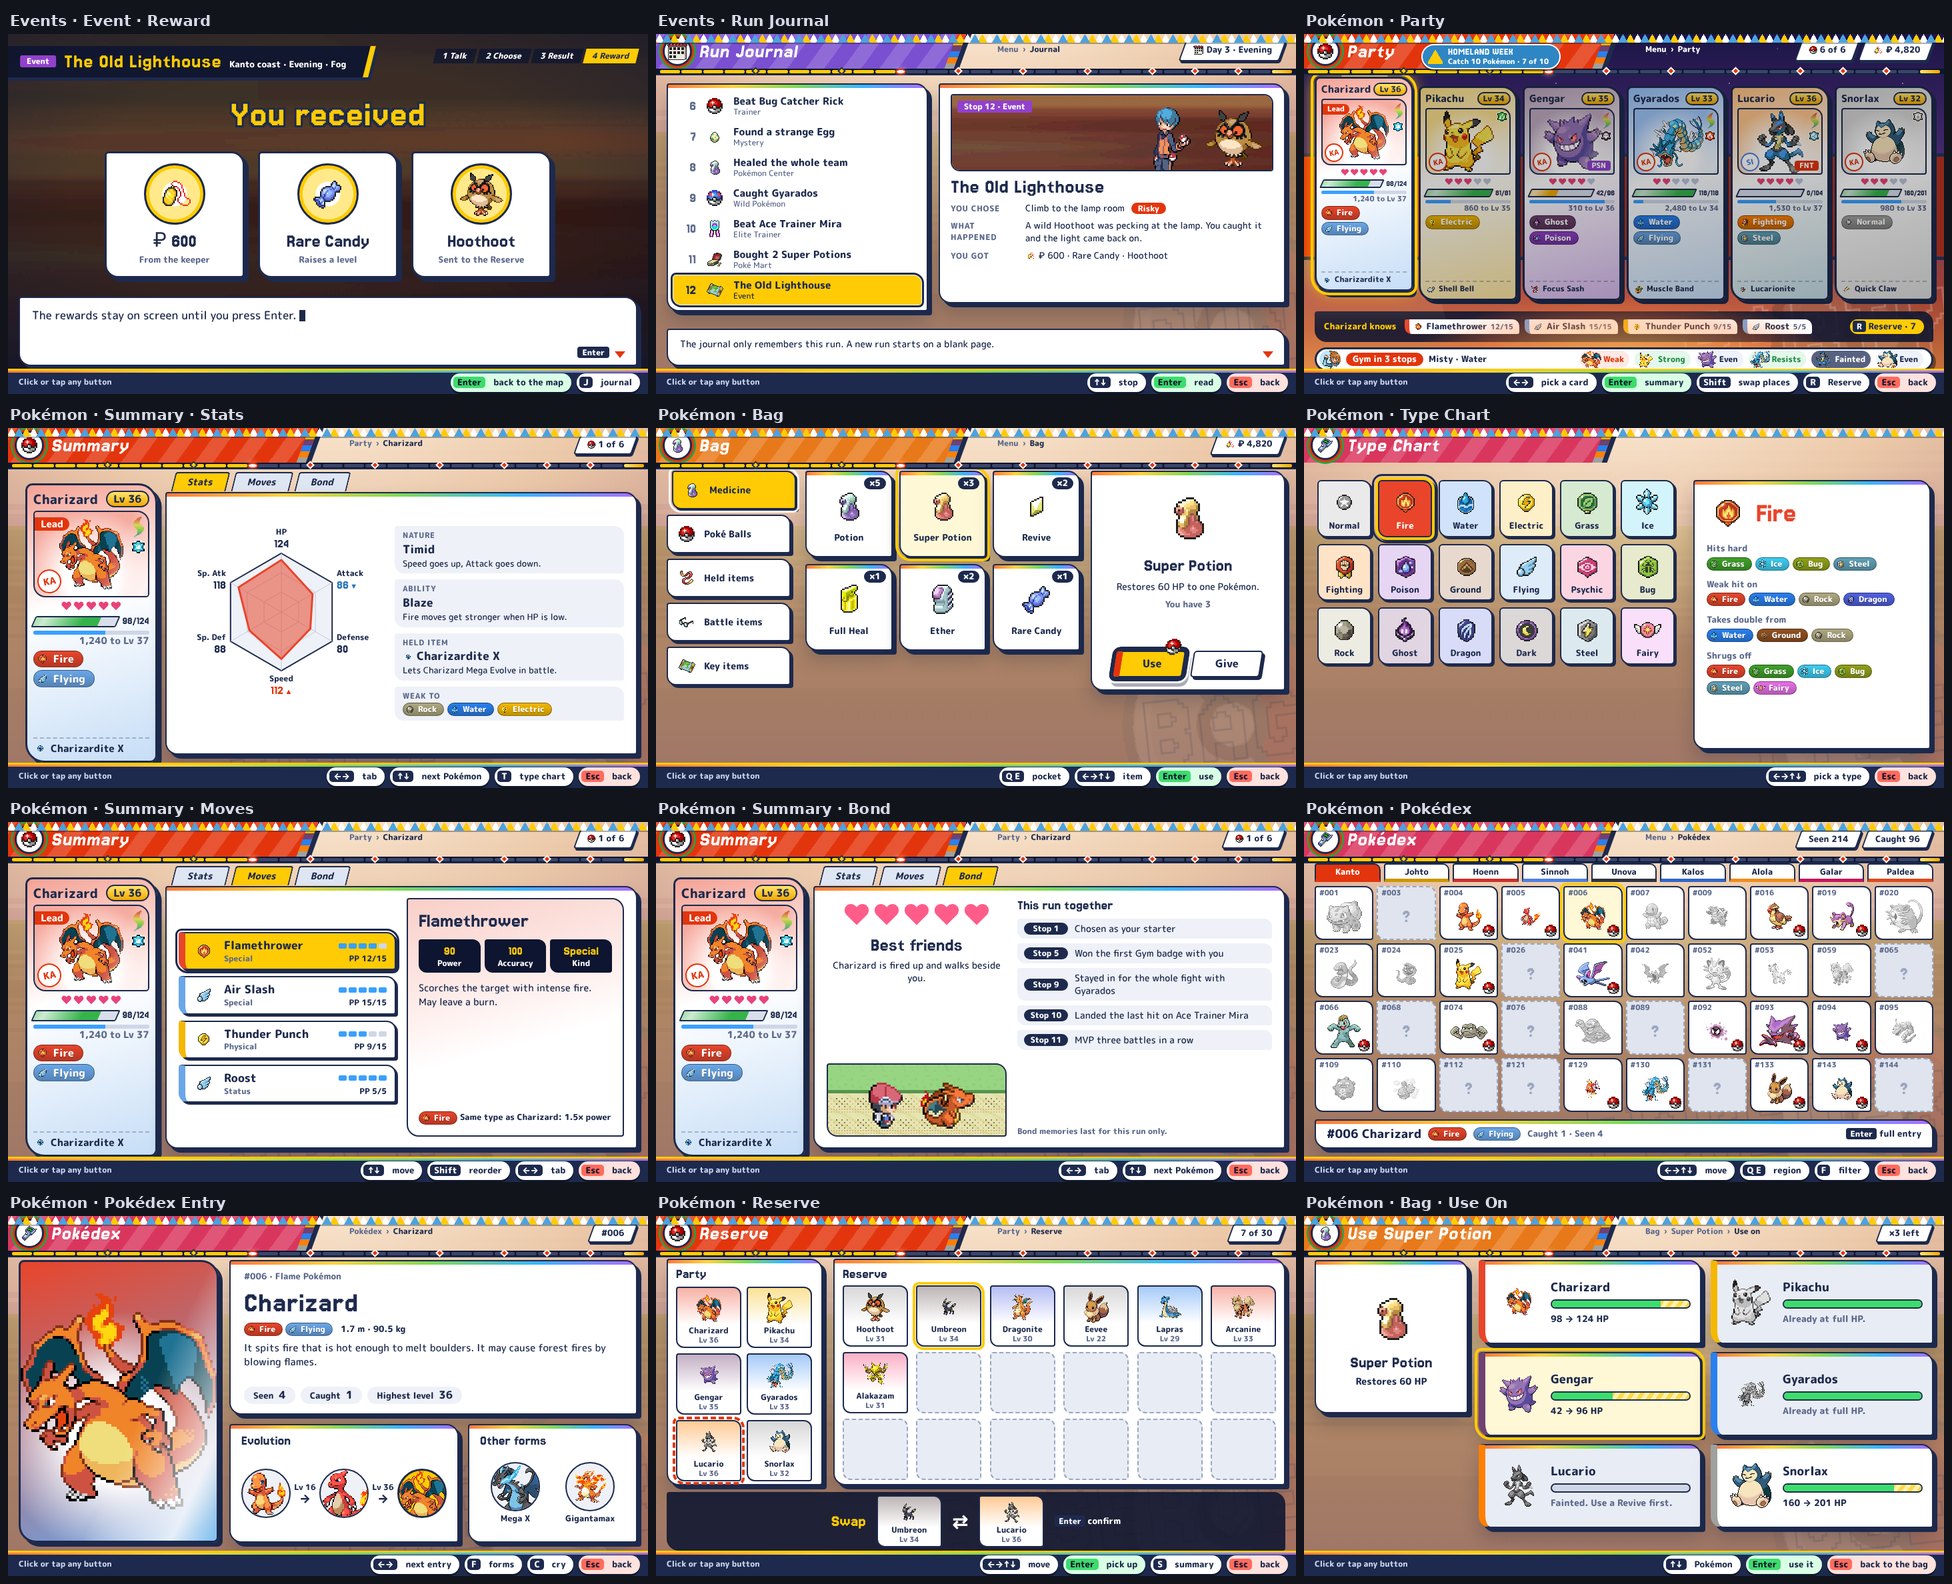 Events · Event · Reward
Event The Old Lighthouse Kanto coast · Evening · Fog
1 Talk 2 Choose 3 Result 4 Reward
You received
₽ 600
From the keeper
Rare Candy
Raises a level
Hoothoot
Sent to the Reserve
The rewards stay on screen until you press Enter.
Enter
Click or tap any button
Enter back to the map
J journal
Events · Run Journal
Run Journal
Menu › Journal
Day 3 · Evening
6 Beat Bug Catcher Rick
Trainer
7 Found a strange Egg
Mystery
8 Healed the whole team
Pokémon Center
9 Caught Gyarados
Wild Pokémon
10 Beat Ace Trainer Mira
Elite Trainer
11 Bought 2 Super Potions
Poké Mart
12 The Old Lighthouse
Event
Stop 12 · Event
The Old Lighthouse
YOU CHOSE Climb to the lamp room Risky
WHAT HAPPENED A wild Hoothoot was pecking at the lamp. You caught it
and the light came back on.
YOU GOT ₽ 600 · Rare Candy · Hoothoot
The journal only remembers this run. A new run starts on a blank page.
Click or tap any button
↑↓ stop
Enter read
Esc back
Pokémon · Party
Party
HOMELAND WEEK
Catch 10 Pokémon · 7 of 10
Menu › Party
6 of 6
₽ 4,820
Charizard Lv 36
Lead
KA
98/124
1,240 to Lv 37
Fire
Flying
Charizardite X
Pikachu Lv 34
KA
81/81
860 to Lv 35
Electric
Shell Bell
Gengar Lv 35
KA
PSN
42/96
310 to Lv 36
Ghost
Poison
Focus Sash
Gyarados Lv 33
KA
118/118
2,480 to Lv 34
Water
Flying
Muscle Band
Lucario Lv 36
SI
FNT
0/104
1,530 to Lv 37
Fighting
Steel
Lucarionite
Snorlax Lv 32
KA
160/201
980 to Lv 33
Normal
Quick Claw
Charizard knows
Flamethrower 12/15
Air Slash 15/15
Thunder Punch 9/15
Roost 5/5
R Reserve · 7
Gym in 3 stops Misty · Water
Weak
Strong
Even
Resists
Fainted
Even
Click or tap any button
←→ pick a card
Enter summary
Shift swap places
R Reserve
Esc back
Pokémon · Summary · Stats
Summary
Party › Charizard
1 of 6
Charizard Lv 36
Lead
KA
98/124
1,240 to Lv 37
Fire
Flying
Charizardite X
Stats Moves Bond
HP
124
Sp. Atk
118
Attack
86 ▼
Sp. Def
88
Defense
80
Speed
112 ▲
NATURE
Timid
Speed goes up, Attack goes down.
ABILITY
Blaze
Fire moves get stronger when HP is low.
HELD ITEM
Charizardite X
Lets Charizard Mega Evolve in battle.
WEAK TO
Rock Water Electric
Click or tap any button
←→ tab
↑↓ next Pokémon
T type chart
Esc back
Pokémon · Bag
Bag
Menu › Bag
₽ 4,820
Medicine
Poké Balls
Held items
Battle items
Key items
×5
Potion
×3
Super Potion
×2
Revive
×1
Full Heal
×2
Ether
×1
Rare Candy
Super Potion
Restores 60 HP to one Pokémon.
You have 3
Use
Give
BAG
Click or tap any button
Q E pocket
←→↑↓ item
Enter use
Esc back
Pokémon · Type Chart
Type Chart
Normal
Fire
Water
Electric
Grass
Ice
Fighting
Poison
Ground
Flying
Psychic
Bug
Rock
Ghost
Dragon
Dark
Steel
Fairy
Fire
Hits hard
Grass Ice Bug Steel
Weak hit on
Fire Water Rock Dragon
Takes double from
Water Ground Rock
Shrugs off
Fire Grass Ice Bug
Steel Fairy
Click or tap any button
←→↑↓ pick a type
Esc back
Pokémon · Summary · Moves
Summary
Party › Charizard
1 of 6
Charizard Lv 36
Lead
KA
98/124
1,240 to Lv 37
Fire
Flying
Charizardite X
Stats Moves Bond
Flamethrower
Special PP 12/15
Air Slash
Special PP 15/15
Thunder Punch
Physical PP 9/15
Roost
Status PP 5/5
Flamethrower
90
Power
100
Accuracy
Special
Kind
Scorches the target with intense fire.
May leave a burn.
Fire Same type as Charizard: 1.5x power
Click or tap any button
↑↓ move
Shift reorder
←→ tab
Esc back
Pokémon · Summary · Bond
Summary
Party › Charizard
1 of 6
Charizard Lv 36
Lead
KA
98/124
1,240 to Lv 37
Fire
Flying
Charizardite X
Stats Moves Bond
Best friends
Charizard is fired up and walks beside
you.
This run together
Stop 1 Chosen as your starter
Stop 5 Won the first Gym badge with you
Stop 9 Stayed in for the whole fight with
Gyarados
Stop 10 Landed the last hit on Ace Trainer Mira
Stop 11 MVP three battles in a row
Bond memories last for this run only.
Click or tap any button
←→ tab
↑↓ next Pokémon
Esc back
Pokémon · Pokédex
Pokédex
Menu › Pokédex
Seen 214
Caught 96
Kanto Johto Hoenn Sinnoh Unova Kalos Alola Galar Paldea
#001 #003 #004 #005 #006 #007 #009 #016 #019 #020
?
#023 #024 #025 #026 #041 #042 #052 #053 #059 #065
? ?
#066 #068 #074 #076 #088 #089 #092 #093 #094 #095
? ? ?
#109 #110 #112 #121 #129 #130 #131 #133 #143 #144
? ? ? ?
#006 Charizard Fire Flying Caught 1 · Seen 4
Enter full entry
Click or tap any button
←→↑↓ move
Q E region
F filter
Esc back
Pokémon · Pokédex Entry
Pokédex
Pokédex › Charizard
#006
#006 · Flame Pokémon
Charizard
Fire Flying 1.7 m · 90.5 kg
It spits fire that is hot enough to melt boulders. It may cause forest fires by
blowing flames.
Seen 4
Caught 1
Highest level 36
Evolution
Lv 16
→
Lv 36
→
Other forms
Mega X
Gigantamax
Click or tap any button
←→ next entry
F forms
C cry
Esc back
Pokémon · Reserve
Reserve
Party › Reserve
7 of 30
Party
Charizard
Lv 36
Pikachu
Lv 34
Gengar
Lv 35
Gyarados
Lv 33
Lucario
Lv 36
Snorlax
Lv 32
Reserve
Hoothoot
Lv 31
Umbreon
Lv 34
Dragonite
Lv 30
Eevee
Lv 22
Lapras
Lv 29
Arcanine
Lv 33
Alakazam
Lv 31
Swap
Umbreon
Lv 34
⇄
Lucario
Lv 36
Enter confirm
Click or tap any button
←→↑↓ move
Enter pick up
S summary
Esc back
Pokémon · Bag · Use On
Use Super Potion
Bag › Super Potion › Use on
×3 left
Super Potion
Restores 60 HP
Charizard
98 → 124 HP
Pikachu
Already at full HP.
Gengar
42 → 96 HP
Gyarados
Already at full HP.
Lucario
Fainted. Use a Revive first.
Snorlax
160 → 201 HP
Click or tap any button
↑↓ Pokémon
Enter use it
Esc back to the bag